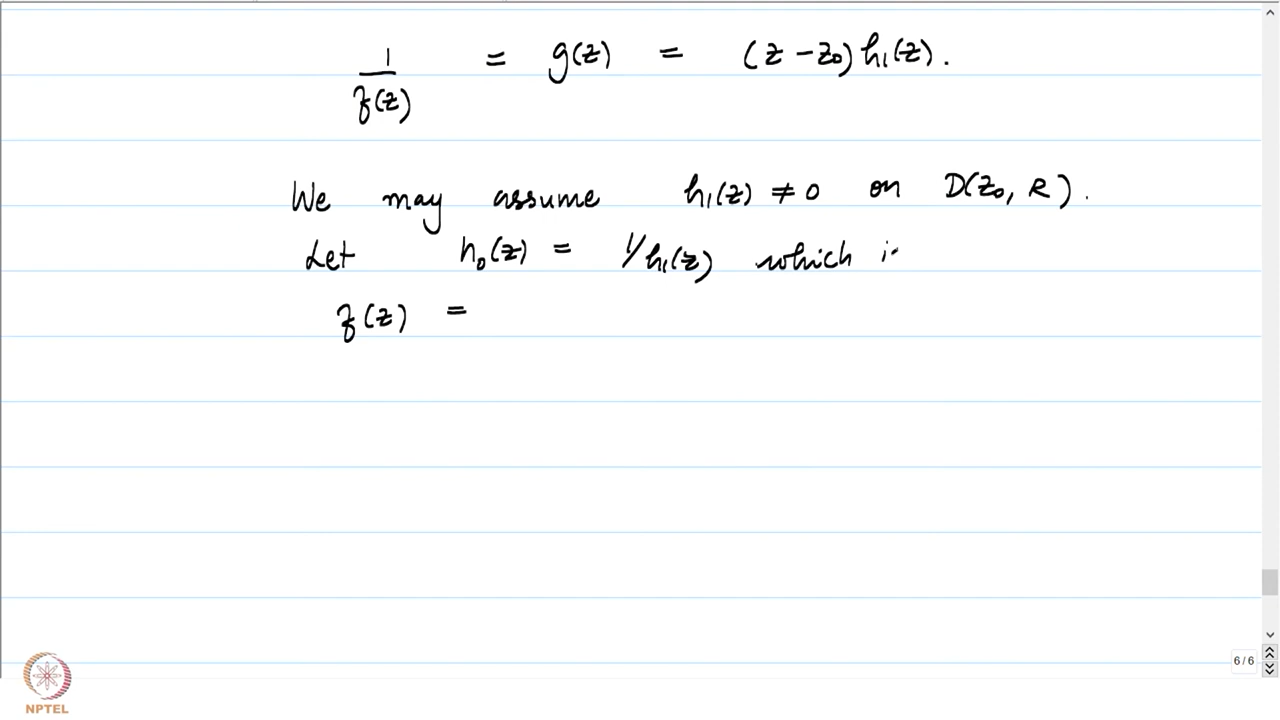 1/f(z) = g(z) = (z - z₀) h₁(z).
We may assume h₁(z) ≠ 0 on D(z₀, R).
Let h₀(z) = 1/h₁(z) which i
f(z) =
6 / 6
NPTEL